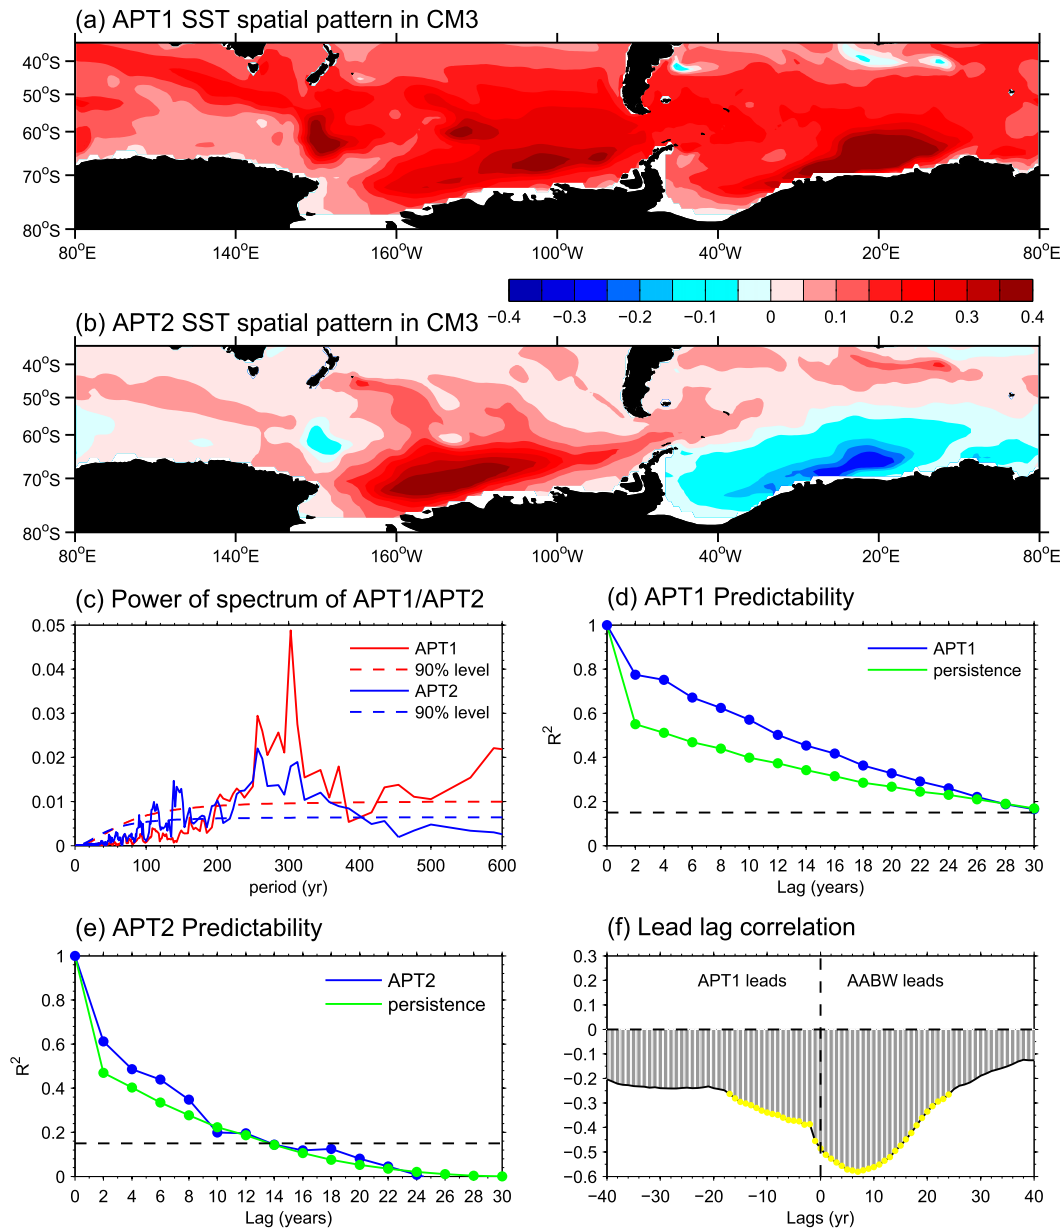 (a) APT1 SST spatial pattern in CM3
40°S
50°S
60°S
70°S
80°S
80°E 140°E 160°W 100°W 40°W 20°E 80°E
−0.4 −0.3 −0.2 −0.1 0 0.1 0.2 0.3 0.4
(b) APT2 SST spatial pattern in CM3
40°S
50°S
60°S
70°S
80°S
80°E 140°E 160°W 100°W 40°W 20°E 80°E
(c) Power of spectrum of APT1/APT2
0.05
0.04
0.03
0.02
0.01
0
0 100 200 300 400 500 600
period (yr)
APT1
90% level
APT2
90% level
(d) APT1 Predictability
1
0.8
0.6
0.4
0.2
0
R²
0 2 4 6 8 10 12 14 16 18 20 22 24 26 28 30
Lag (years)
APT1
persistence
(e) APT2 Predictability
1
0.8
0.6
0.4
0.2
0
R²
0 2 4 6 8 10 12 14 16 18 20 22 24 26 28 30
Lag (years)
APT2
persistence
(f) Lead lag correlation
0.3
0.2
0.1
0
−0.1
−0.2
−0.3
−0.4
−0.5
−0.6
−40 −30 −20 −10 0 10 20 30 40
Lags (yr)
APT1 leads AABW leads